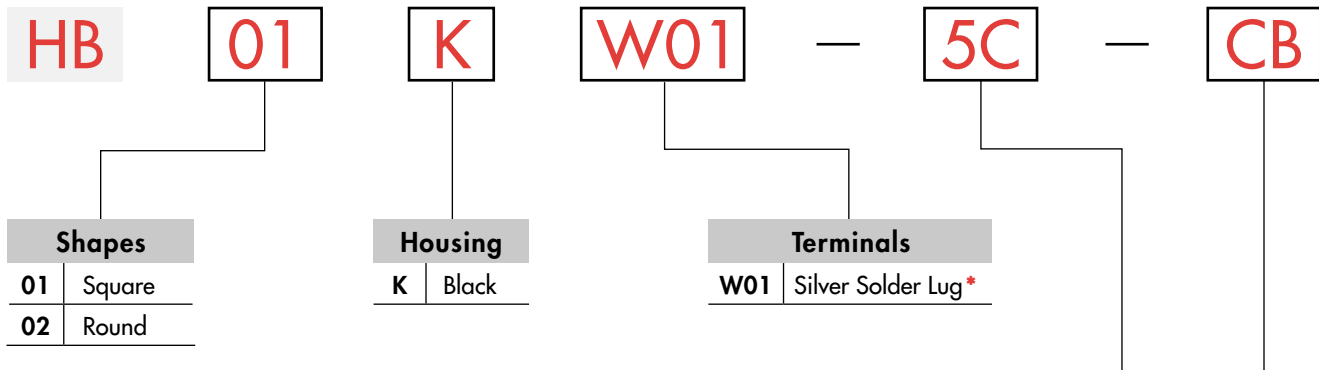 HB 01 K W01 — 5C — CB
Shapes
01 Square
02 Round
Housing
K Black
Terminals
W01 Silver Solder Lug*